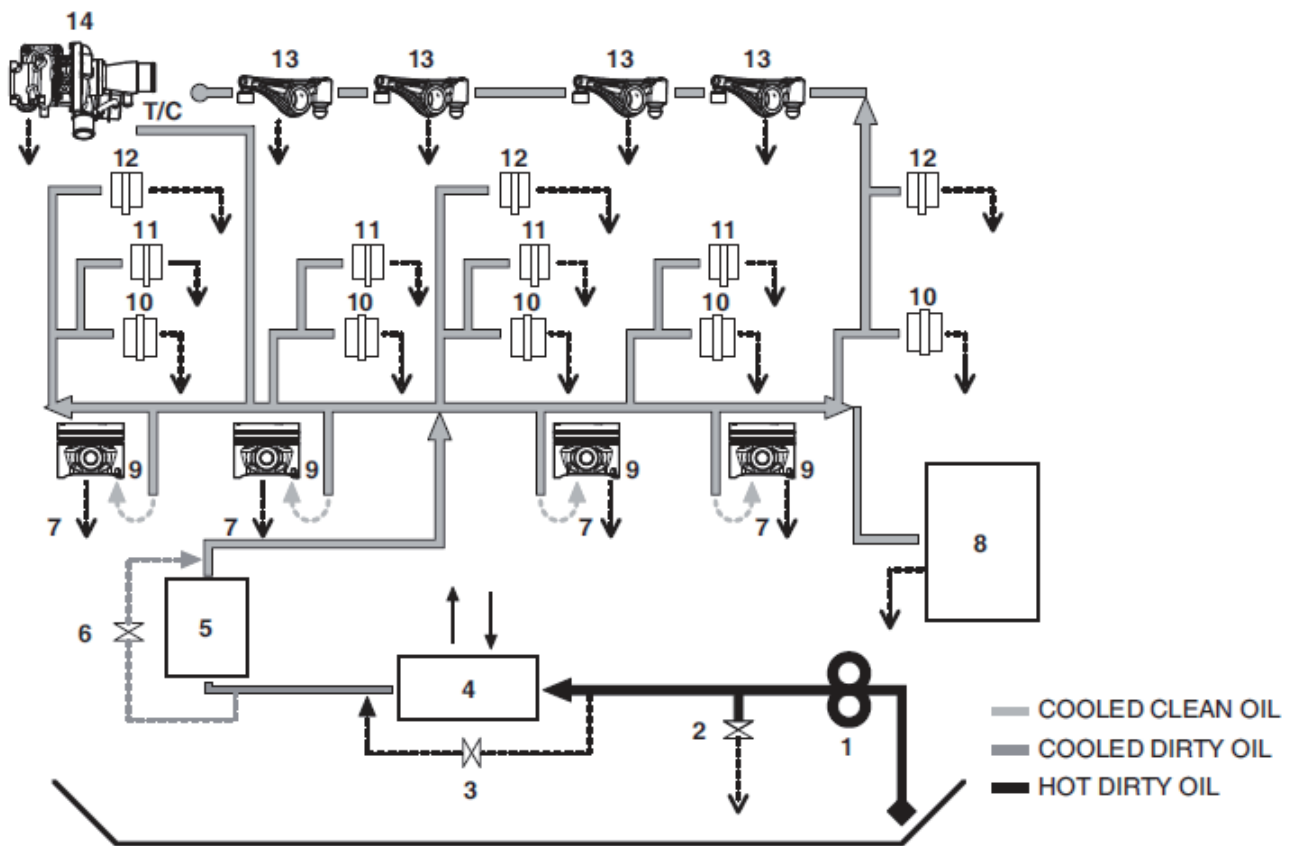 14
13 13 13 13
T/C
12 12 12
11 11 11 11
10 10 10 10 10
9 9 9 9
7 7 7 7
8
6 5
4
2
1
3
COOLED CLEAN OIL
COOLED DIRTY OIL
HOT DIRTY OIL